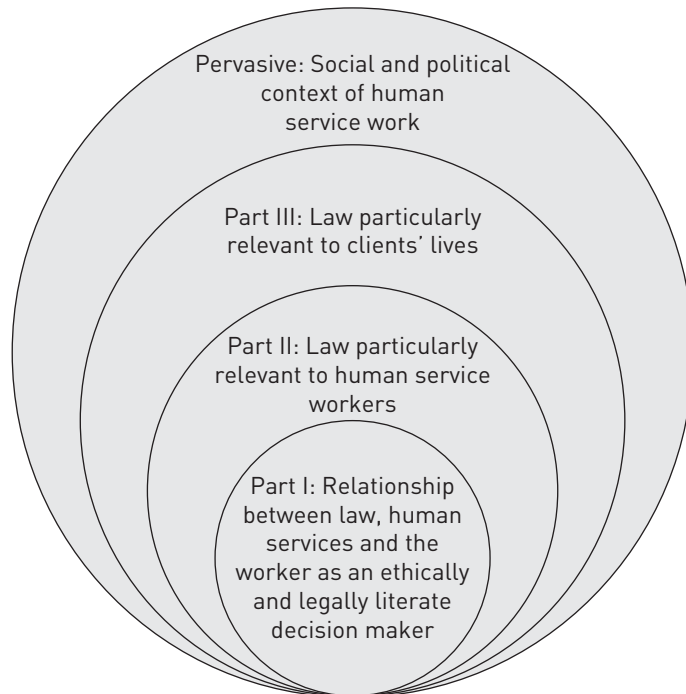 Pervasive: Social and political
context of human
service work
Part III: Law particularly
relevant to clients’ lives
Part II: Law particularly
relevant to human service
workers
Part I: Relationship
between law, human
services and the
worker as an ethically
and legally literate
decision maker